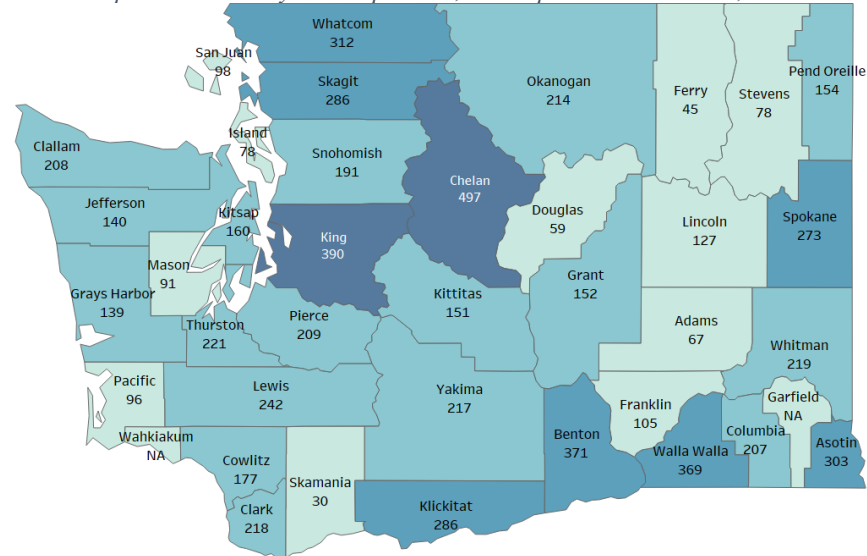 Whatcom
312
San Juan
98
Skagit
286
Okanogan
214
Ferry
45
Stevens
78
Pend Oreille
154
Island
78
Clallam
208
Snohomish
191
Chelan
497
Jefferson
140
Kitsap
160
King
390
Douglas
59
Lincoln
127
Spokane
273
Mason
91
Grays Harbor
139
Kittitas
151
Grant
152
Thurston
221
Pierce
209
Adams
67
Whitman
219
Pacific
96
Lewis
242
Yakima
217
Franklin
105
Garfield
NA
Wahkiakum
NA
Benton
371
Walla Walla
369
Columbia
207
Asotin
303
Cowlitz
177
Skamania
30
Clark
218
Klickitat
286